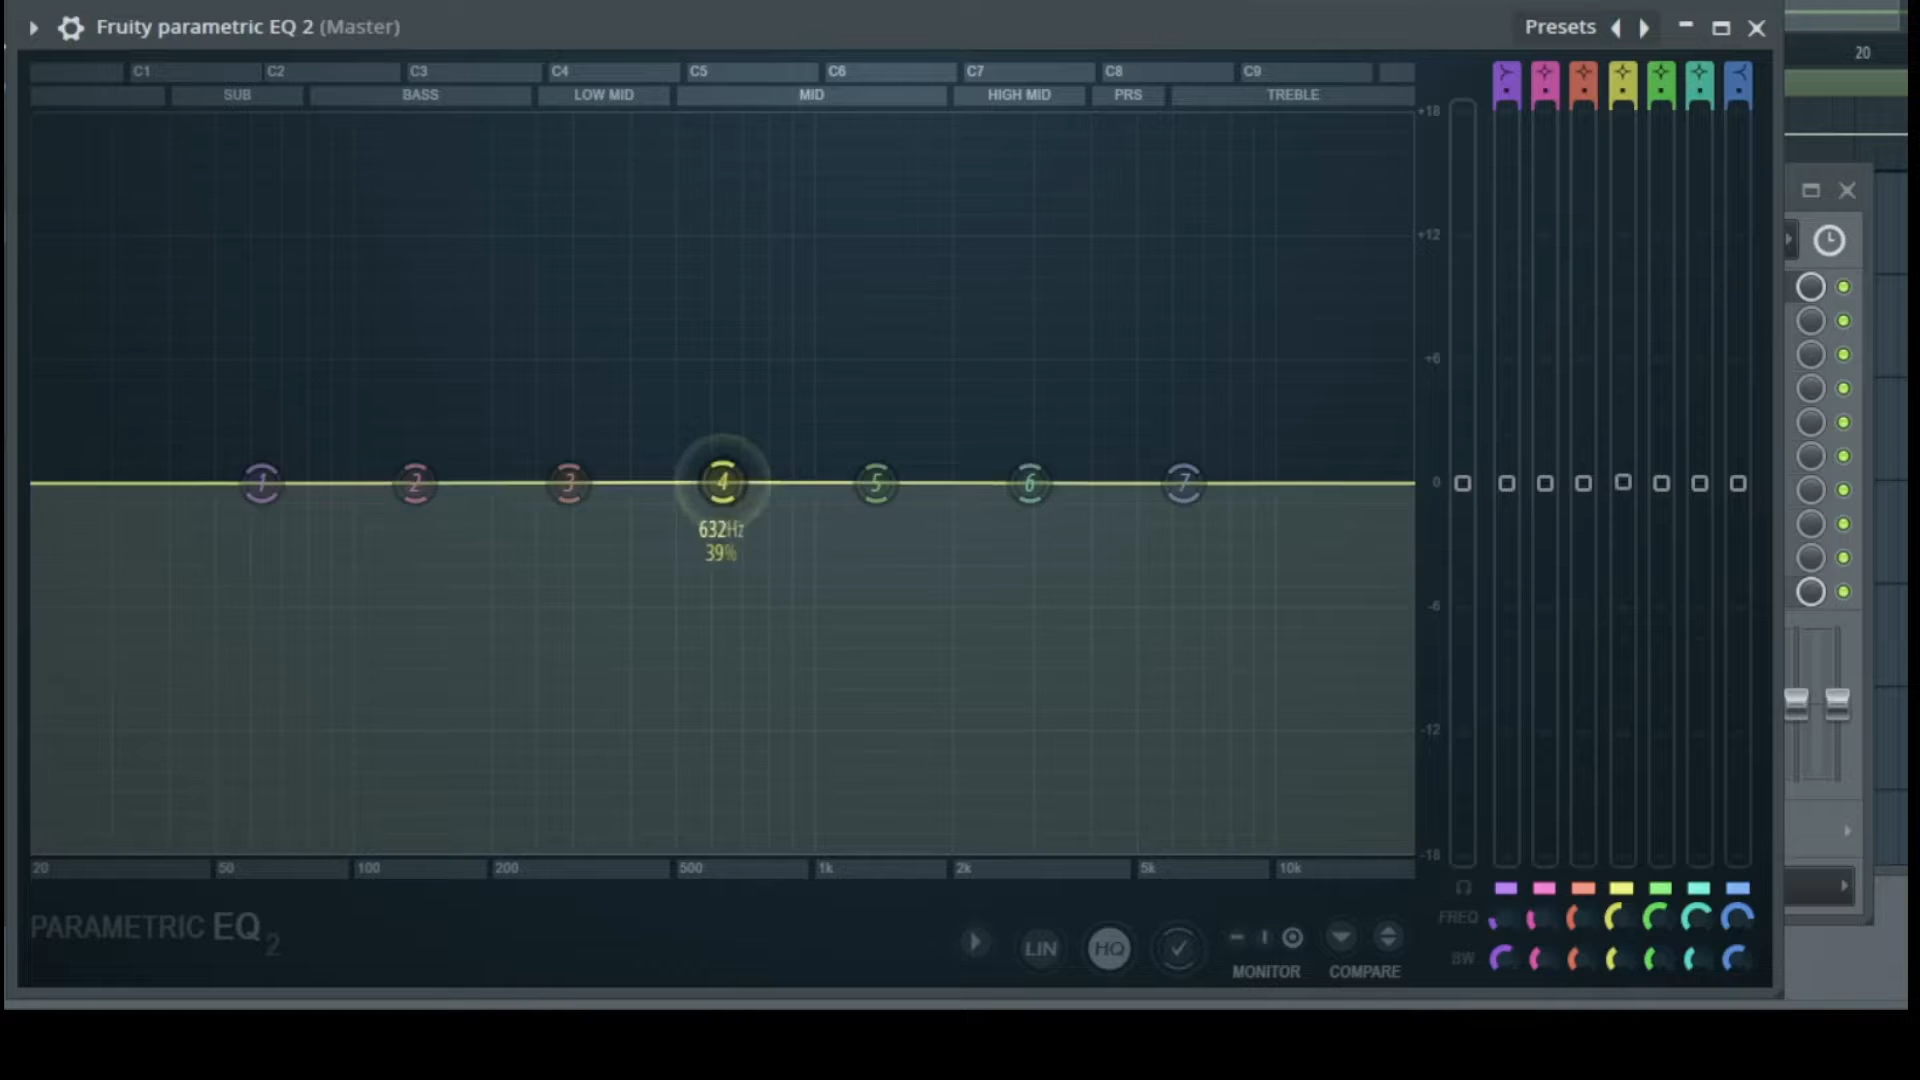 Fruity parametric EQ 2 (Master) Presets
20
C1 C2 C3 C4 C5 C6 C7 C8 C9
SUB BASS LOW MID MID HIGH MID PRS TREBLE
+18
+12
+6
1 2 3 4 5 6 7 0
632Hz
39%
-6
-12
-18
20 50 100 200 500 1k 2k 5k 10k
FREQ
PARAMETRIC EQ 2
LIN HQ
BW
MONITOR COMPARE